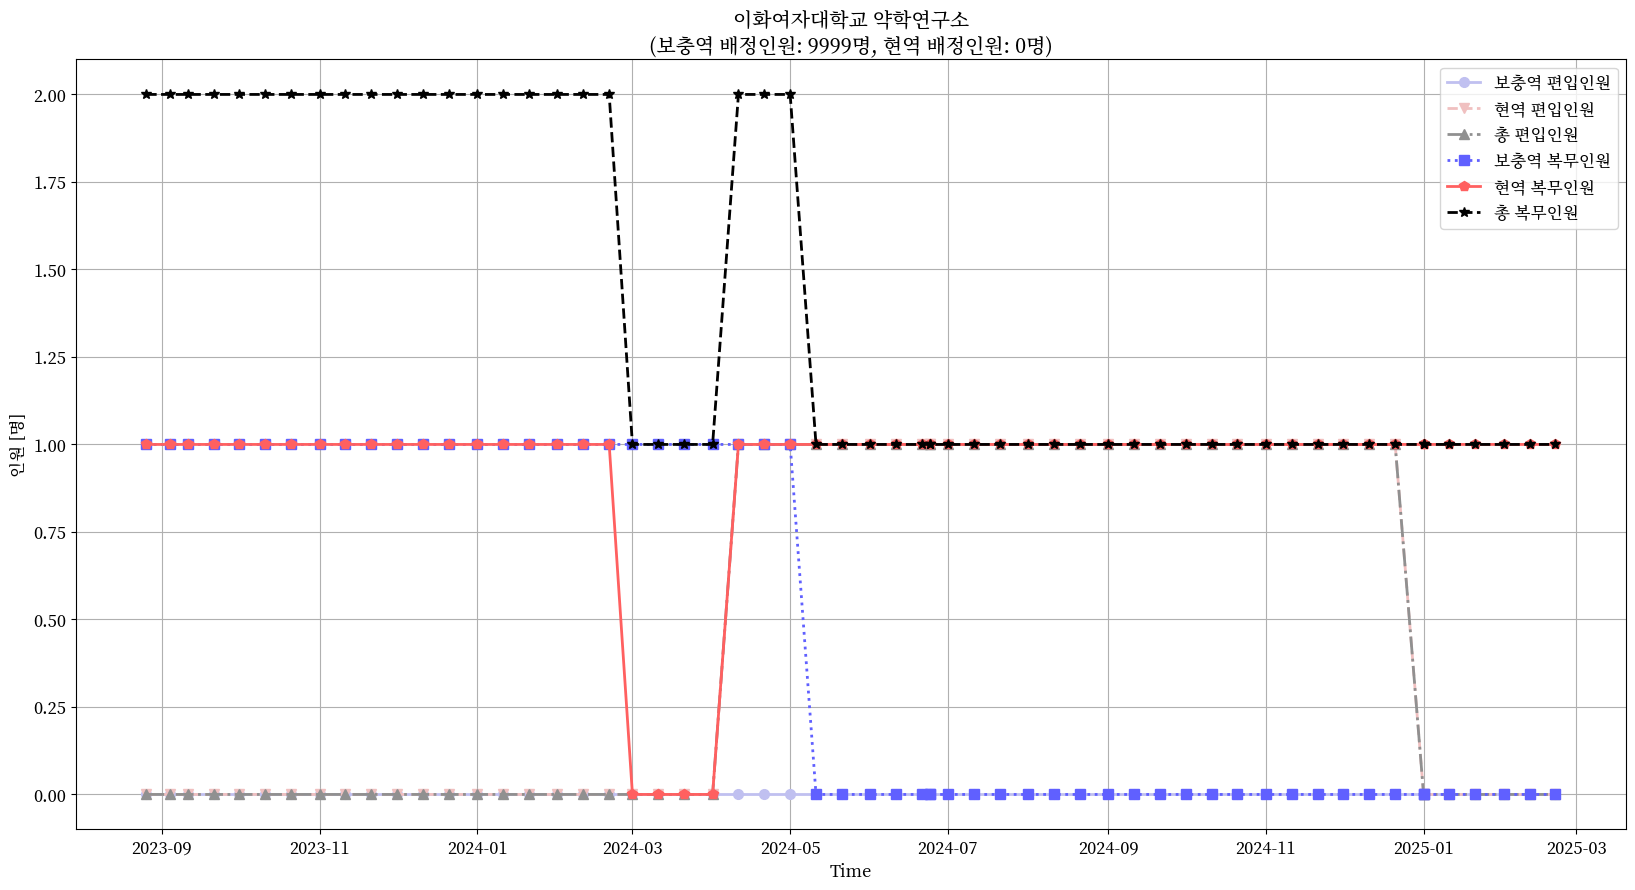 이화여자대학교 약학연구소
(보충역 배정인원: 9999명, 현역 배정인원: 0명)
보충역 편입인원
현역 편입인원
총 편입인원
보충역 복무인원
현역 복무인원
총 복무인원
2.00
1.75
1.50
1.25
1.00
0.75
0.50
0.25
0.00
인원 [명]
2023-09
2023-11
2024-01
2024-03
2024-05
2024-07
2024-09
2024-11
2025-01
2025-03
Time